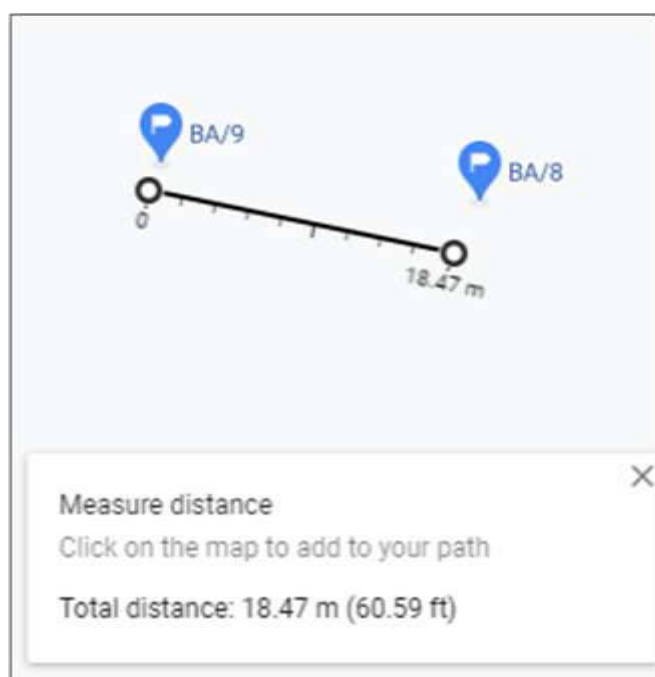 BA/9
BA/8
0
18.47 m
Measure distance
Click on the map to add to your path
Total distance: 18.47 m (60.59 ft)